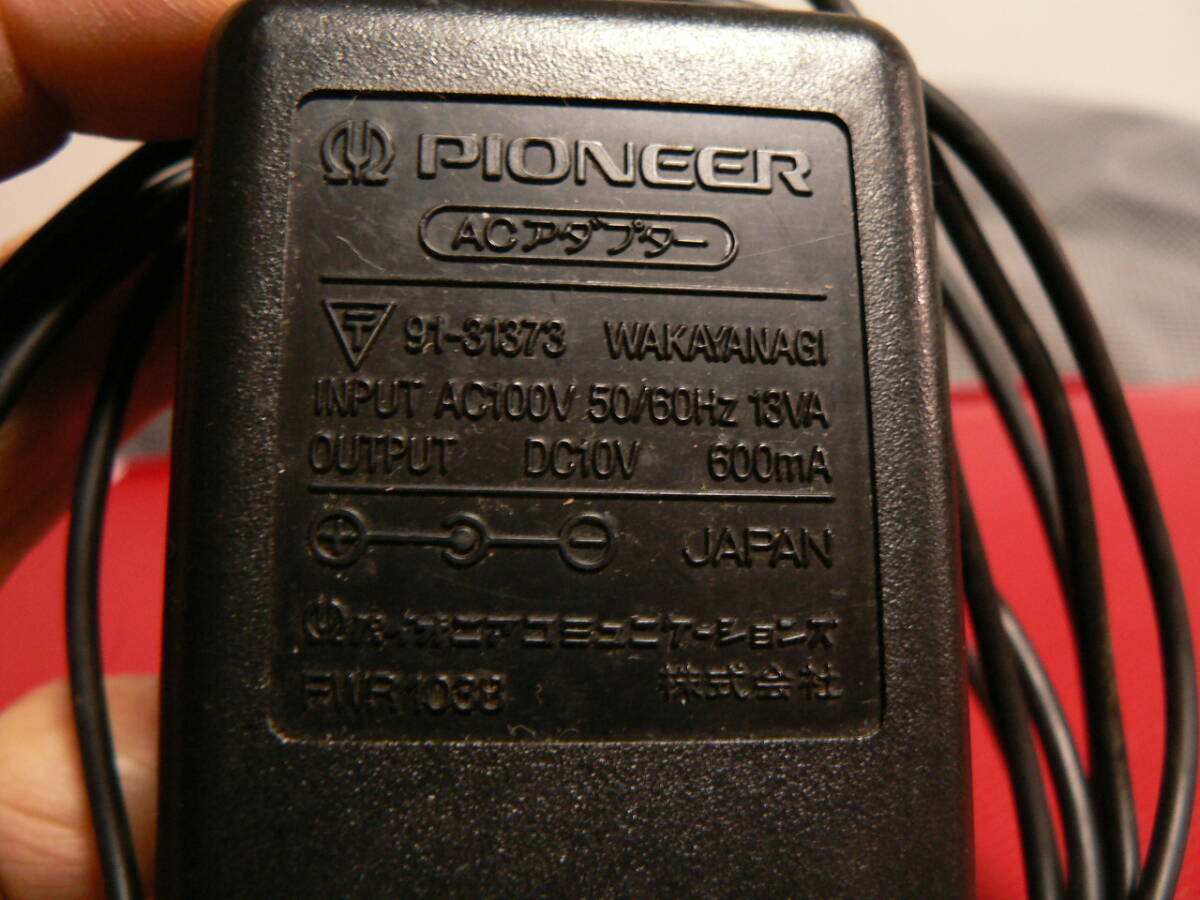 PIONEER
ACアダプター
91-31373 WAKAYANAGI
INPUT AC100V 50/60Hz 13VA
OUTPUT DC10V 600mA
JAPAN
パイオニアコミュニケーションズ
株式会社